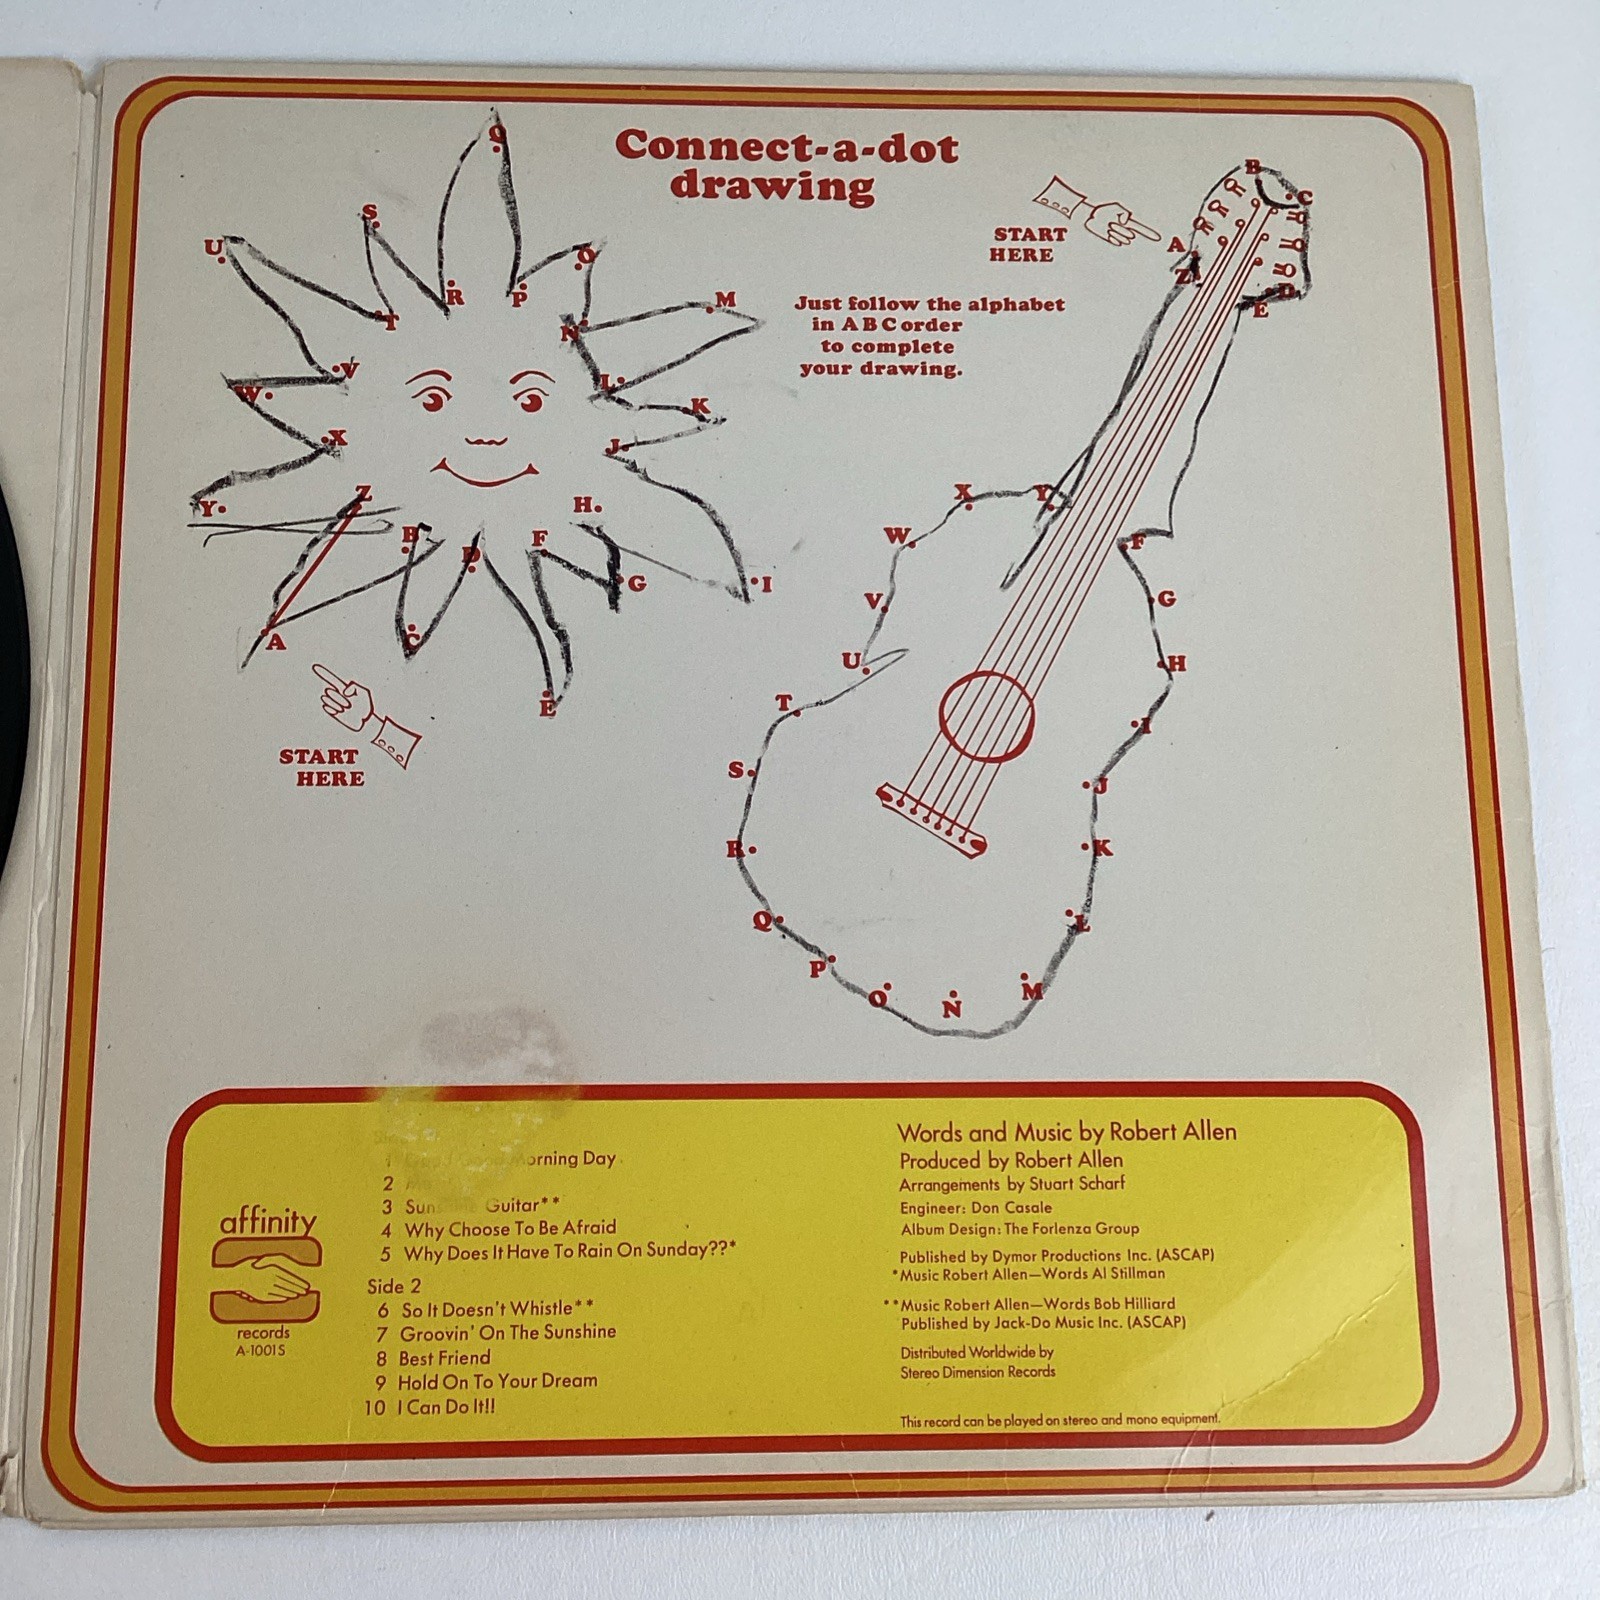 Connect-a-dot
drawing
START
HERE
Just follow the alphabet
in A B C order
to complete
your drawing.
A
B
C
D
E
F
G
H
I
J
K
L
M
N
O
P
Q
R
S
T
U
V
W
X
Y
Z
START
HERE
A
B
C
D
E
F
G
H
I
J
K
L
M
N
O
P
Q
R
S
T
U
V
W
X
Y
Z
affinity
records
A-1001S
1 Good Good Morning Day
2
3 Sunshine Guitar**
4 Why Choose To Be Afraid
5 Why Does It Have To Rain On Sunday??*
Side 2
6 So It Doesn't Whistle**
7 Groovin' On The Sunshine
8 Best Friend
9 Hold On To Your Dream
10 I Can Do It!!
Words and Music by Robert Allen
Produced by Robert Allen
Arrangements by Stuart Scharf
Engineer: Don Casale
Album Design: The Forlenza Group
Published by Dymor Productions Inc. (ASCAP)
*Music Robert Allen—Words Al Stillman
**Music Robert Allen—Words Bob Hilliard
Published by Jack-Do Music Inc. (ASCAP)
Distributed Worldwide by
Stereo Dimension Records
This record can be played on stereo and mono equipment.